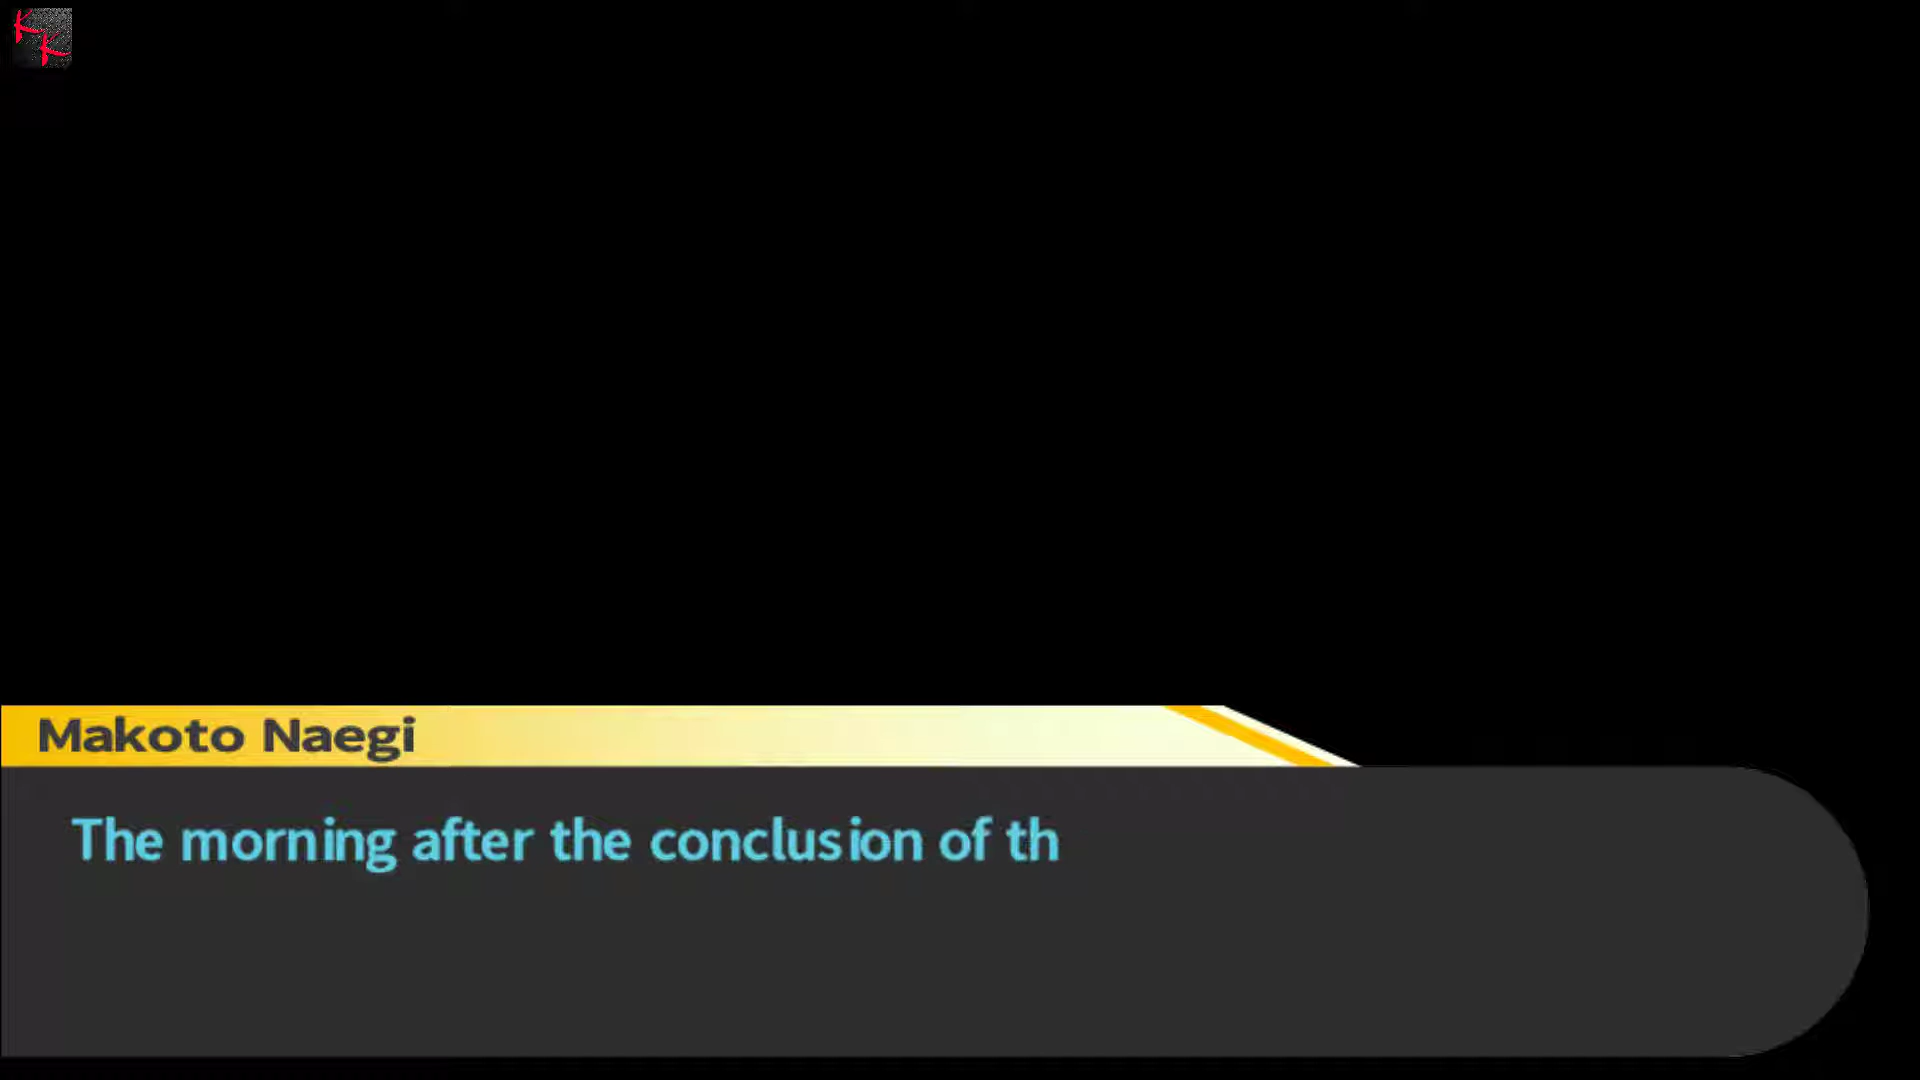 K
K
Makoto Naegi
The morning after the conclusion of th